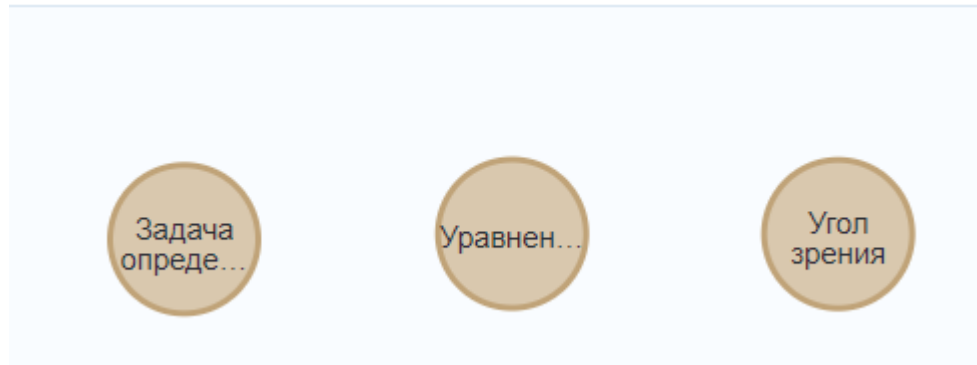 Задача
опреде...
Уравнен...
Угол
зрения